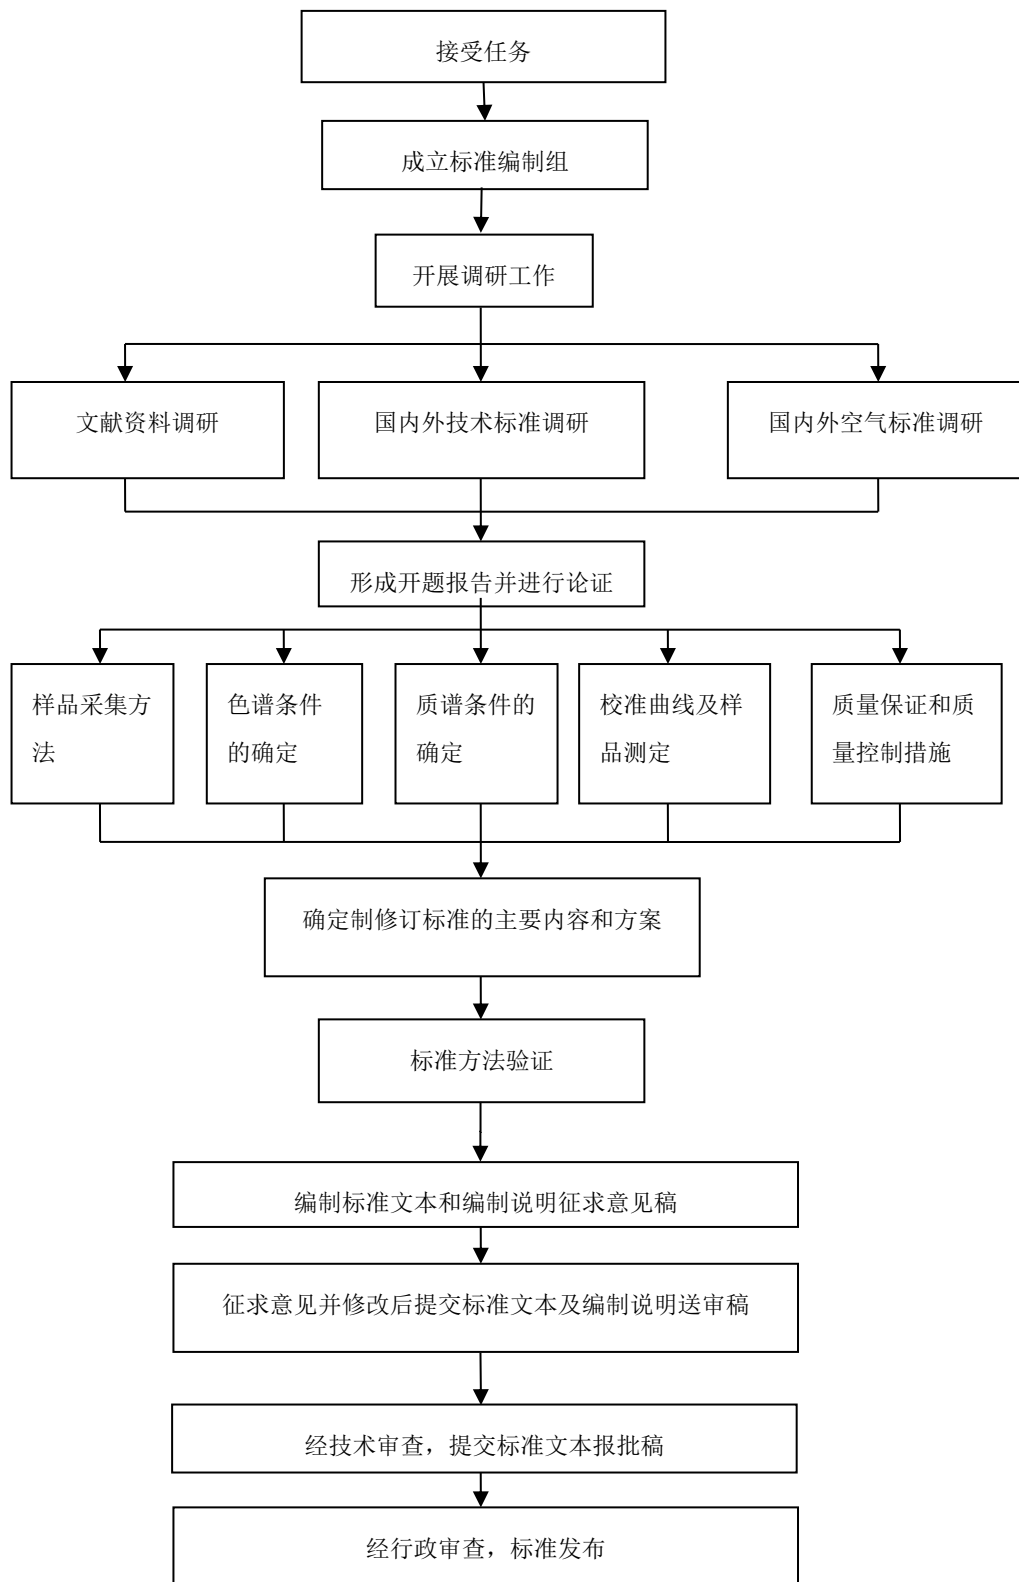 接受任务
成立标准编制组
开展调研工作
文献资料调研
国内外技术标准调研
国内外空气标准调研
形成开题报告并进行论证
样品采集方
法
色谱条件
的确定
质谱条件的
确定
校准曲线及样
品测定
质量保证和质
量控制措施
确定制修订标准的主要内容和方案
标准方法验证
编制标准文本和编制说明征求意见稿
征求意见并修改后提交标准文本及编制说明送审稿
经技术审查，提交标准文本报批稿
经行政审查，标准发布